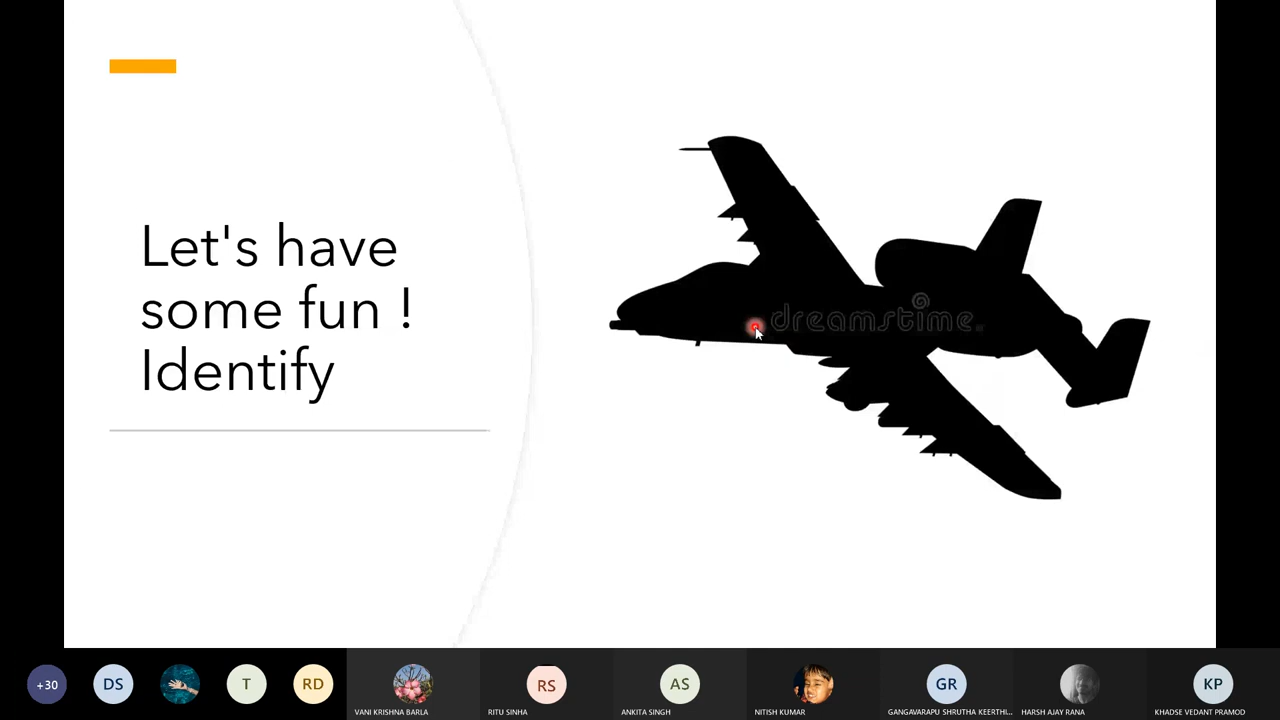 Let's have
some fun !
Identify
dreamstime.
+30
DS
T
RD
RS
AS
GR
KP
VANI KRISHNA BARLA
RITU SINHA
ANKITA SINGH
NITISH KUMAR
GANGAVARAPU SHRUTHA KEERTHI...
HARSH AJAY RANA
KHADSE VEDANT PRAMOD